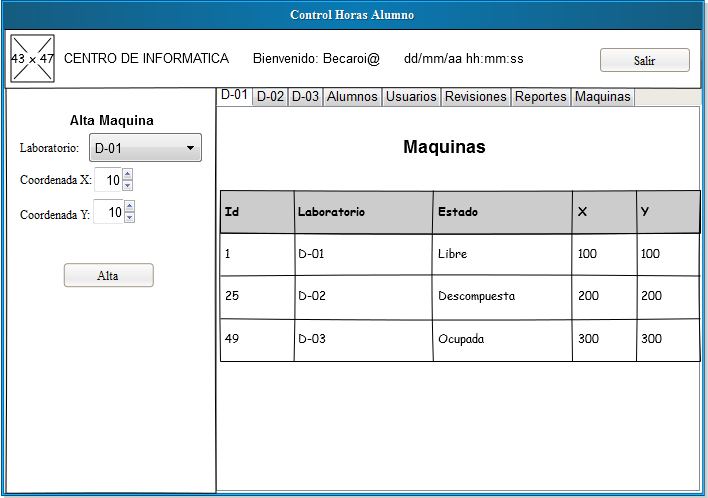 Control Horas Alumno
43 x 47 CENTRO DE INFORMATICA Bienvenido: Becaroi@ dd/mm/aa hh:mm:ss Salir
D-01 D-02 D-03 Alumnos Usuarios Revisiones Reportes Maquinas
Alta Maquina
Laboratorio: D-01
Coordenada X: 10
Coordenada Y: 10
Alta
Maquinas
Id Laboratorio Estado X Y
1 D-01 Libre 100 100
25 D-02 Descompuesta 200 200
49 D-03 Ocupada 300 300